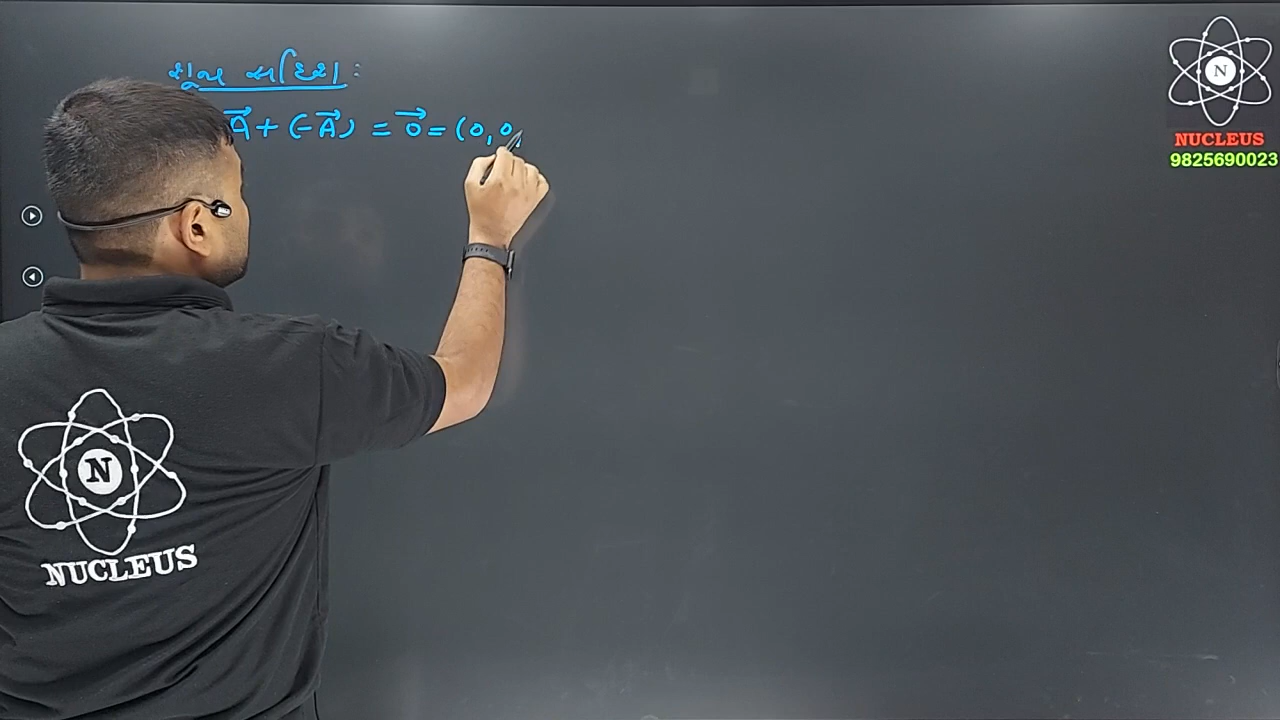 શૂન્ય સદિશ :
A⃗ + (-A⃗) = 0⃗ = (0, 0,
N
NUCLEUS
9825690023
N
NUCLEUS